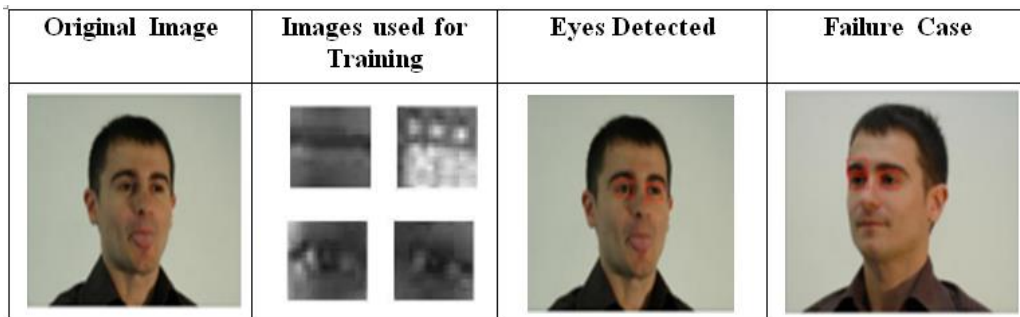 Original Image
Images used for
Training
Eyes Detected
Failure Case